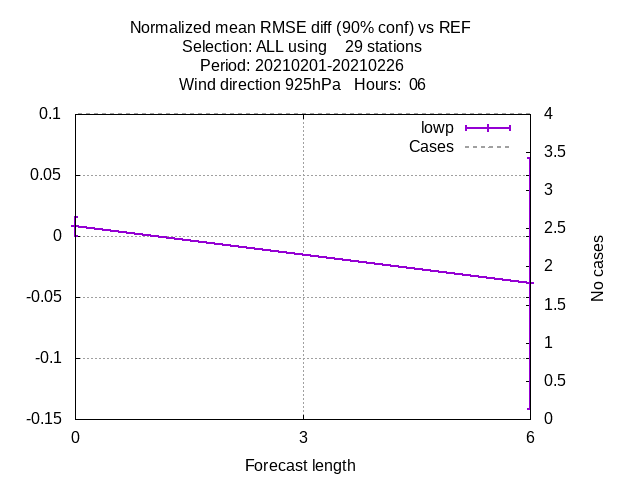 Normalized mean RMSE diff (90% conf) vs REF
Selection: ALL using    29 stations
Period: 20210201-20210226
Wind direction 925hPa   Hours:  06
lowp
Cases
0.1
0.05
0
-0.05
-0.1
-0.15
4
3.5
3
2.5
2
1.5
1
0.5
0
No cases
0
3
6
Forecast length